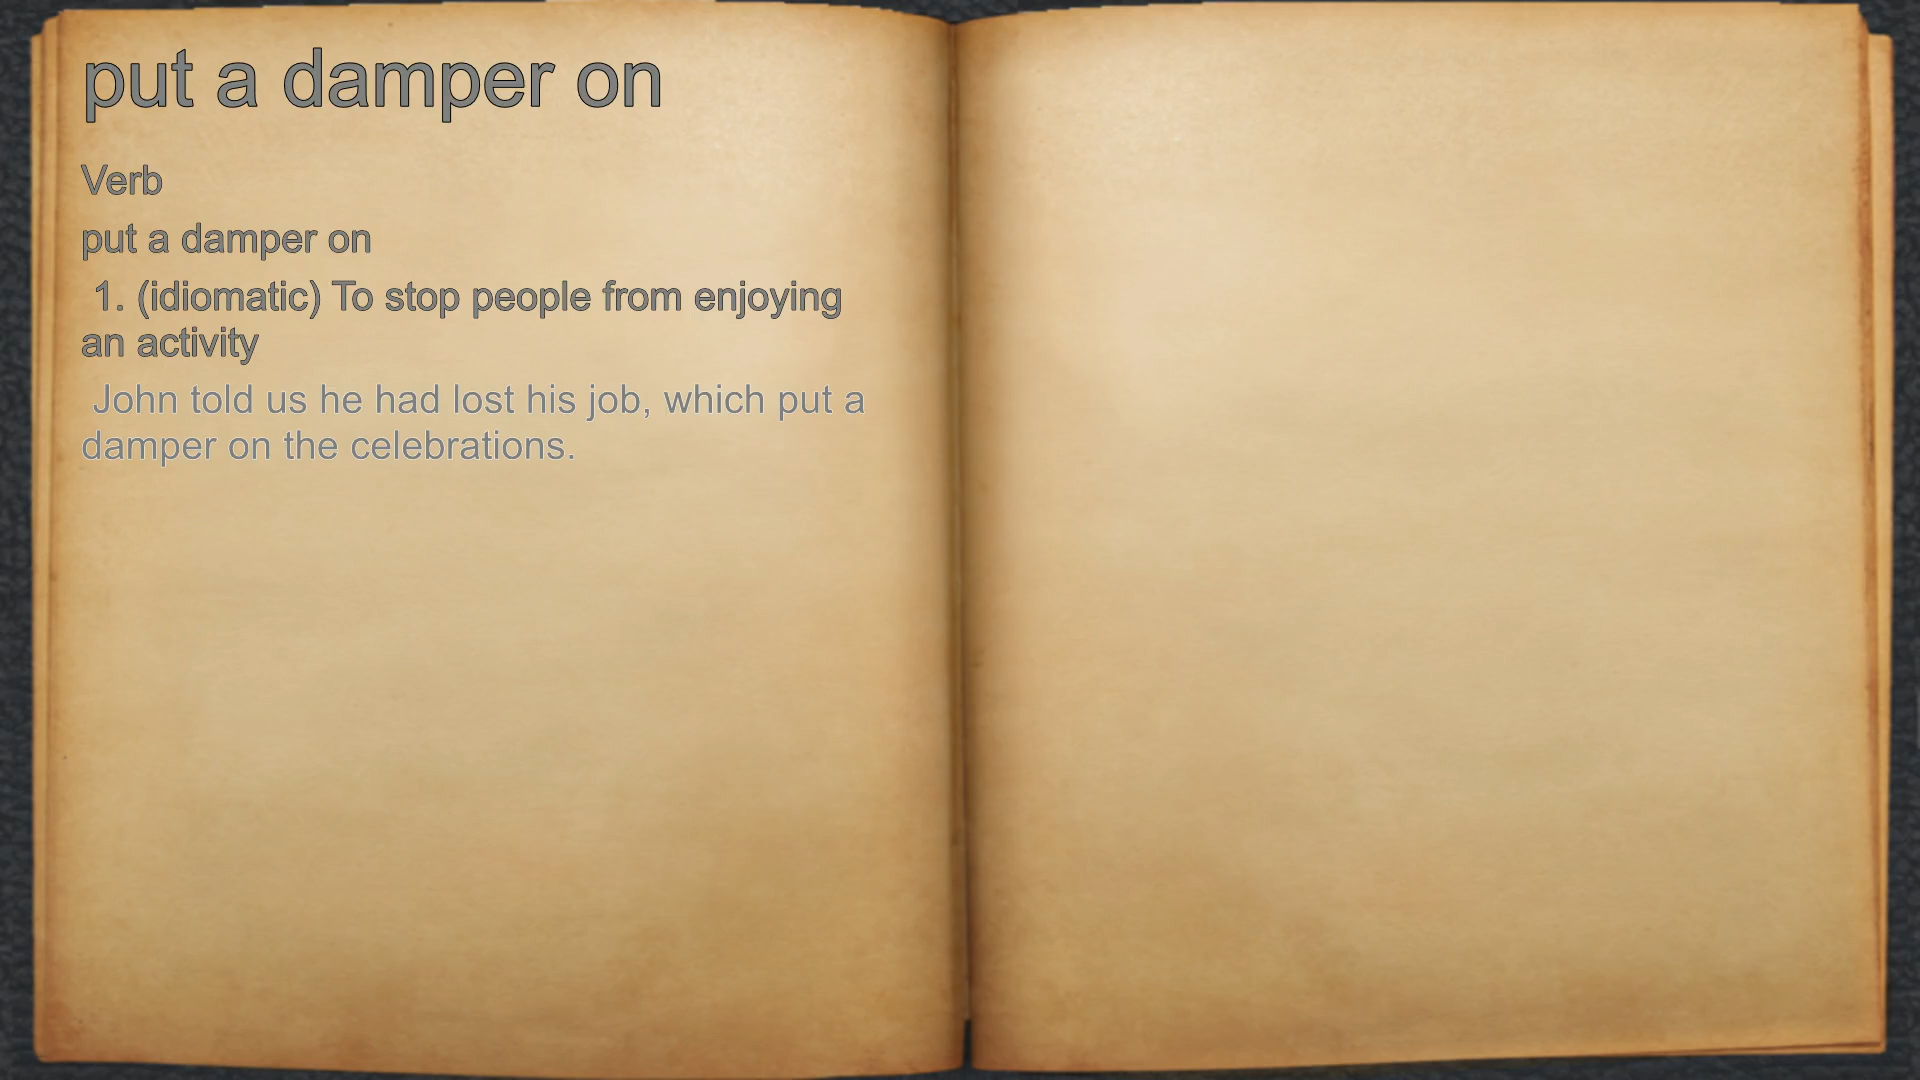 put a damper on
Verb
put a damper on
1. (idiomatic) To stop people from enjoying
an activity
John told us he had lost his job, which put a
damper on the celebrations.